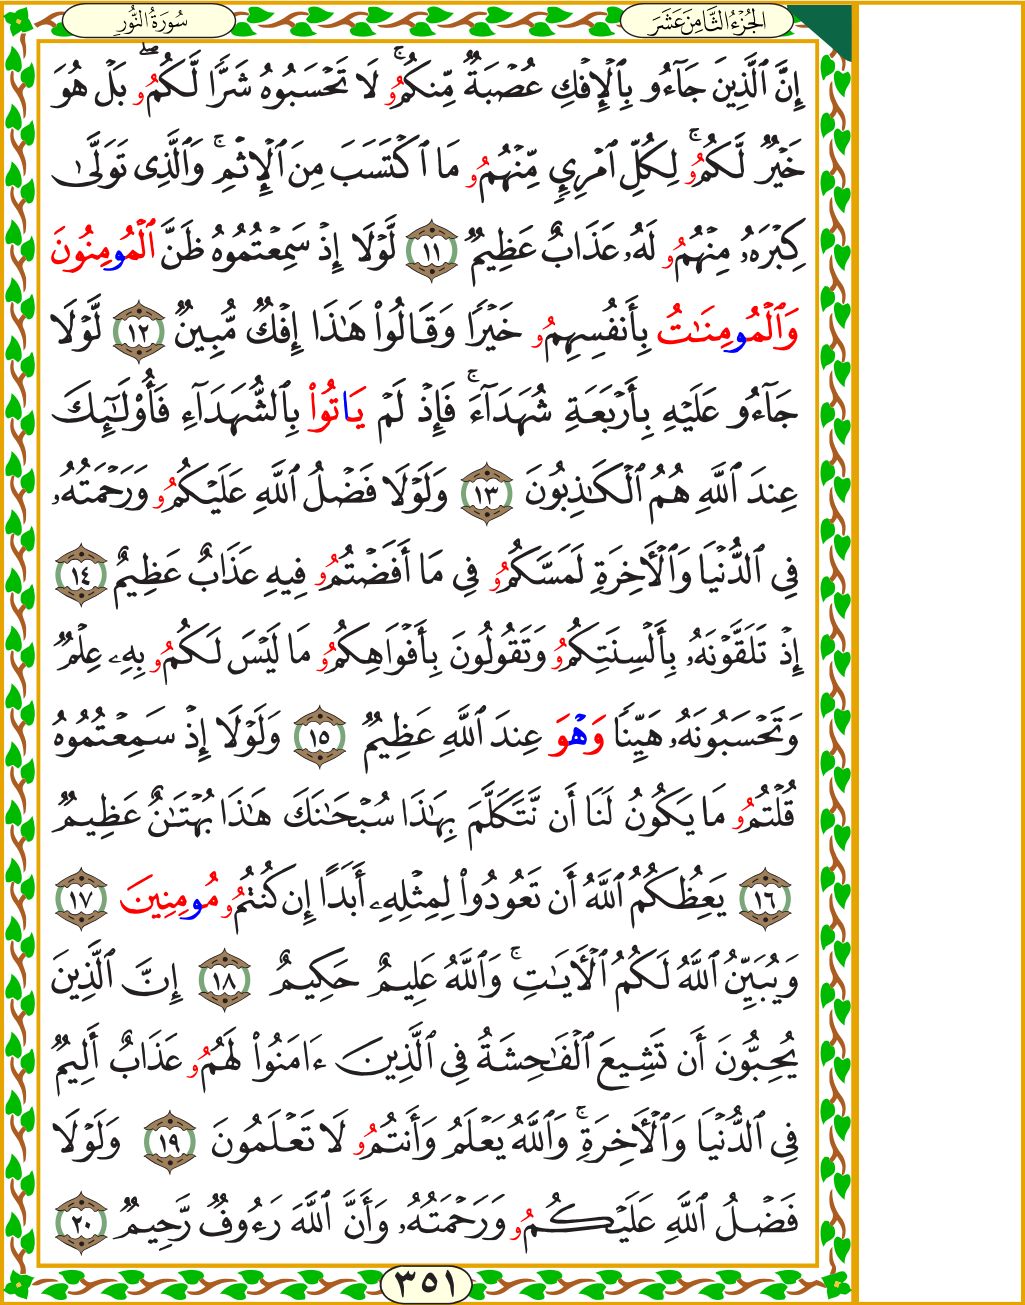 الجُزْءُ الثَّامِنَ عَشَرَ
سُورَةُ النُّورِ
إِنَّ ٱلَّذِينَ جَآءُو بِٱلْإِفْكِ عُصْبَةٌ مِّنكُمُۥۚ لَا تَحْسَبُوهُ شَرًّا لَّكُمُۥۖ بَلْ هُوَ
خَيْرٌ لَّكُمُۥۚ لِكُلِّ ٱمْرِيٍٕ مِّنْهُمُۥ مَا ٱكْتَسَبَ مِنَ ٱلْإِثْمِۚ وَٱلَّذِى تَوَلَّىٰ
كِبْرَهُۥ مِنْهُمُۥ لَهُۥ عَذَابٌ عَظِيمٌ ١١ لَّوْلَا إِذْ سَمِعْتُمُوهُ ظَنَّ ٱلْمُومِنُونَ
وَٱلْمُومِنَٰتُ بِأَنفُسِهِمُۥ خَيْرًا وَقَالُوا۟ هَٰذَا إِفْكٌ مُّبِينٌ ١٢ لَّوْلَا
جَآءُو عَلَيْهِ بِأَرْبَعَةِ شُهَدَآءَۚ فَإِذْ لَمْ يَاتُوا۟ بِٱلشُّهَدَآءِ فَأُو۟لَٰٓئِكَ
عِندَ ٱللَّهِ هُمُ ٱلْكَٰذِبُونَ ١٣ وَلَوْلَا فَضْلُ ٱللَّهِ عَلَيْكُمُۥ وَرَحْمَتُهُۥ
فِى ٱلدُّنْيَا وَٱلْأَخِرَةِ لَمَسَّكُمُۥ فِى مَا أَفَضْتُمُۥ فِيهِ عَذَابٌ عَظِيمٌ ١٤
إِذْ تَلَقَّوْنَهُۥ بِأَلْسِنَتِكُمُۥ وَتَقُولُونَ بِأَفْوَاهِكُمُۥ مَا لَيْسَ لَكُمُۥ بِهِۦ عِلْمٌ
وَتَحْسَبُونَهُۥ هَيِّنًا وَهْوَ عِندَ ٱللَّهِ عَظِيمٌ ١٥ وَلَوْلَا إِذْ سَمِعْتُمُوهُ
قُلْتُمُۥ مَا يَكُونُ لَنَا أَن نَّتَكَلَّمَ بِهَٰذَا سُبْحَٰنَكَ هَٰذَا بُهْتَٰنٌ عَظِيمٌ
١٦ يَعِظُكُمُ ٱللَّهُ أَن تَعُودُوا۟ لِمِثْلِهِۦ أَبَدًا إِن كُنتُمُۥ مُومِنِينَ ١٧
وَيُبَيِّنُ ٱللَّهُ لَكُمُ ٱلْأَيَٰتِۚ وَٱللَّهُ عَلِيمٌ حَكِيمٌ ١٨ إِنَّ ٱلَّذِينَ
يُحِبُّونَ أَن تَشِيعَ ٱلْفَٰحِشَةُ فِى ٱلَّذِينَ ءَامَنُوا۟ لَهُمُۥ عَذَابٌ أَلِيمٌ
فِى ٱلدُّنْيَا وَٱلْأَخِرَةِۚ وَٱللَّهُ يَعْلَمُ وَأَنتُمُۥ لَا تَعْلَمُونَ ١٩ وَلَوْلَا
فَضْلُ ٱللَّهِ عَلَيْكُمُۥ وَرَحْمَتُهُۥ وَأَنَّ ٱللَّهَ رَءُوفٌ رَّحِيمٌ ٢٠
٣٥١